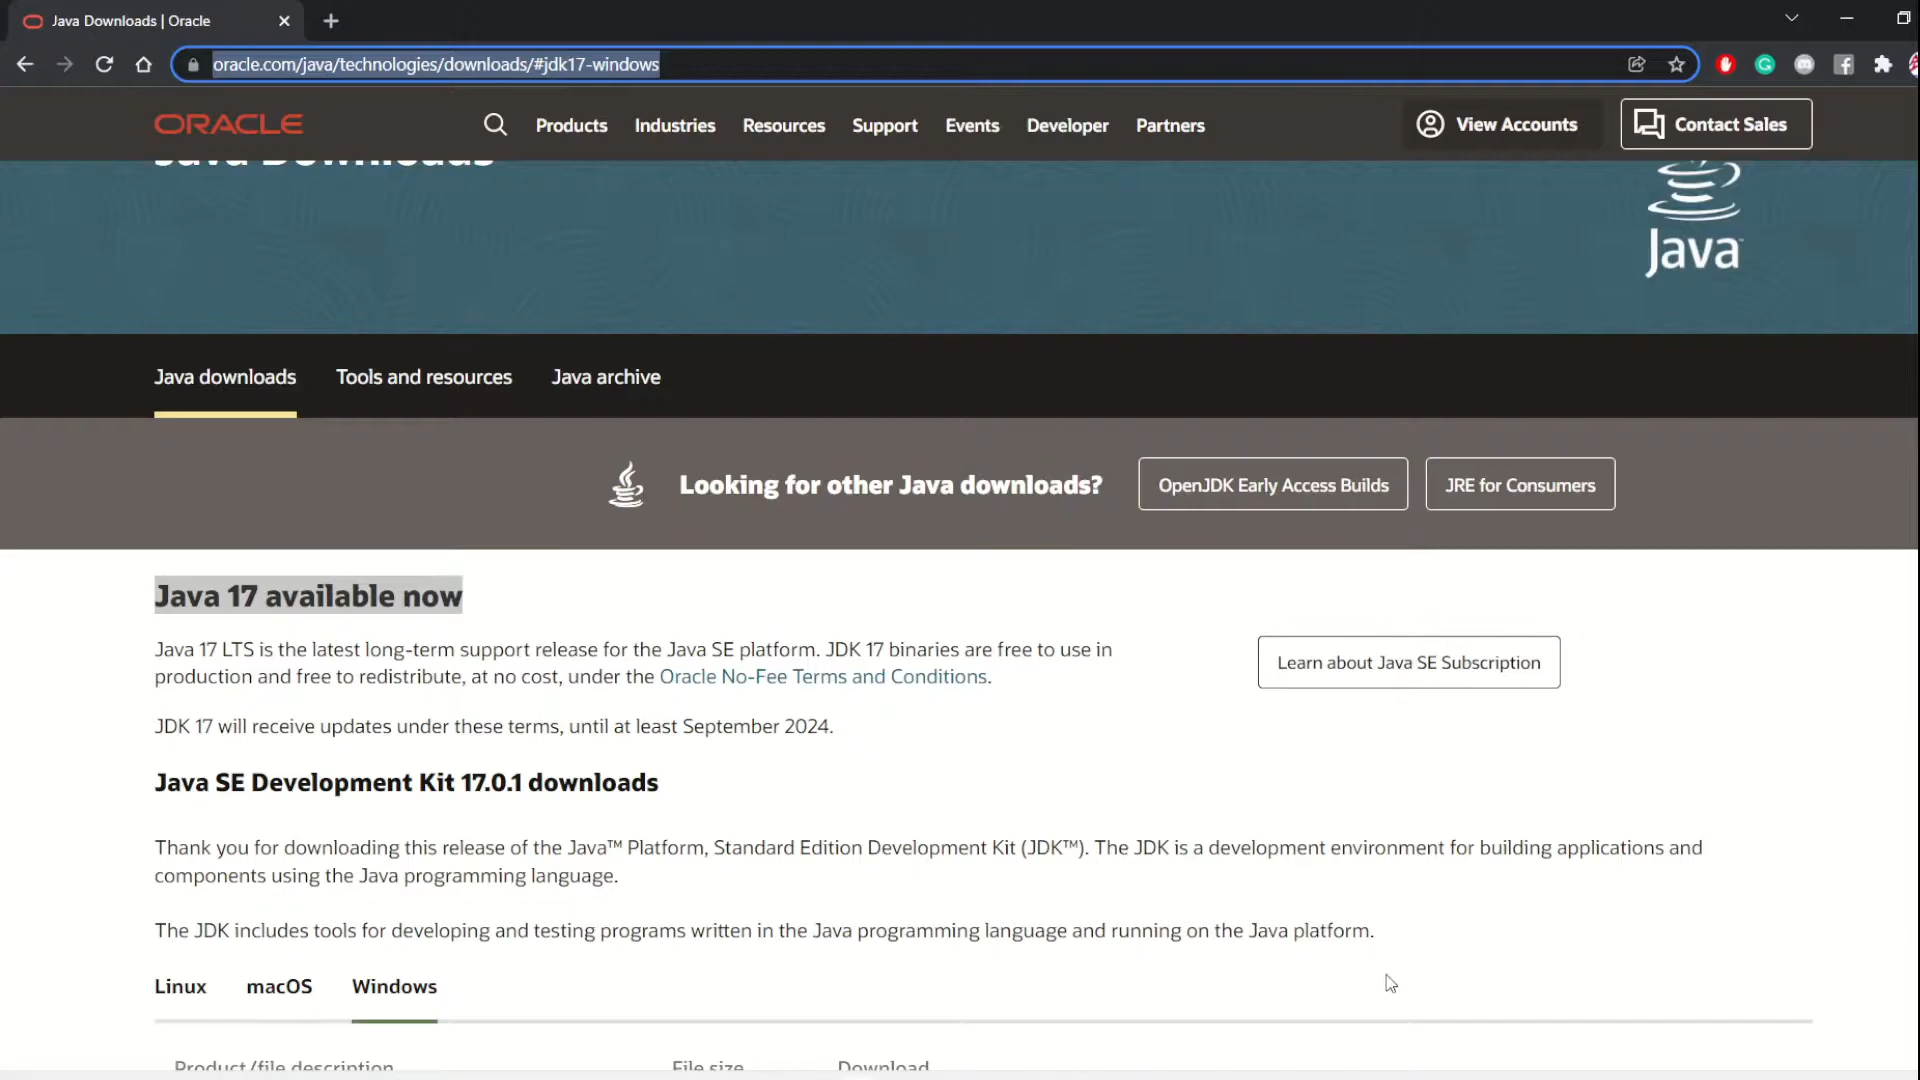 Java Downloads | Oracle
oracle.com/java/technologies/downloads/#jdk17-windows
ORACLE
Products Industries Resources Support Events Developer Partners
View Accounts
Contact Sales
Java Downloads
Java
Java downloads Tools and resources Java archive
Looking for other Java downloads?
OpenJDK Early Access Builds
JRE for Consumers
Java 17 available now
Java 17 LTS is the latest long-term support release for the Java SE platform. JDK 17 binaries are free to use in
production and free to redistribute, at no cost, under the Oracle No-Fee Terms and Conditions.
Learn about Java SE Subscription
JDK 17 will receive updates under these terms, until at least September 2024.
Java SE Development Kit 17.0.1 downloads
Thank you for downloading this release of the Java™ Platform, Standard Edition Development Kit (JDK™). The JDK is a development environment for building applications and
components using the Java programming language.
The JDK includes tools for developing and testing programs written in the Java programming language and running on the Java platform.
Linux macOS Windows
Product/file description File size Download